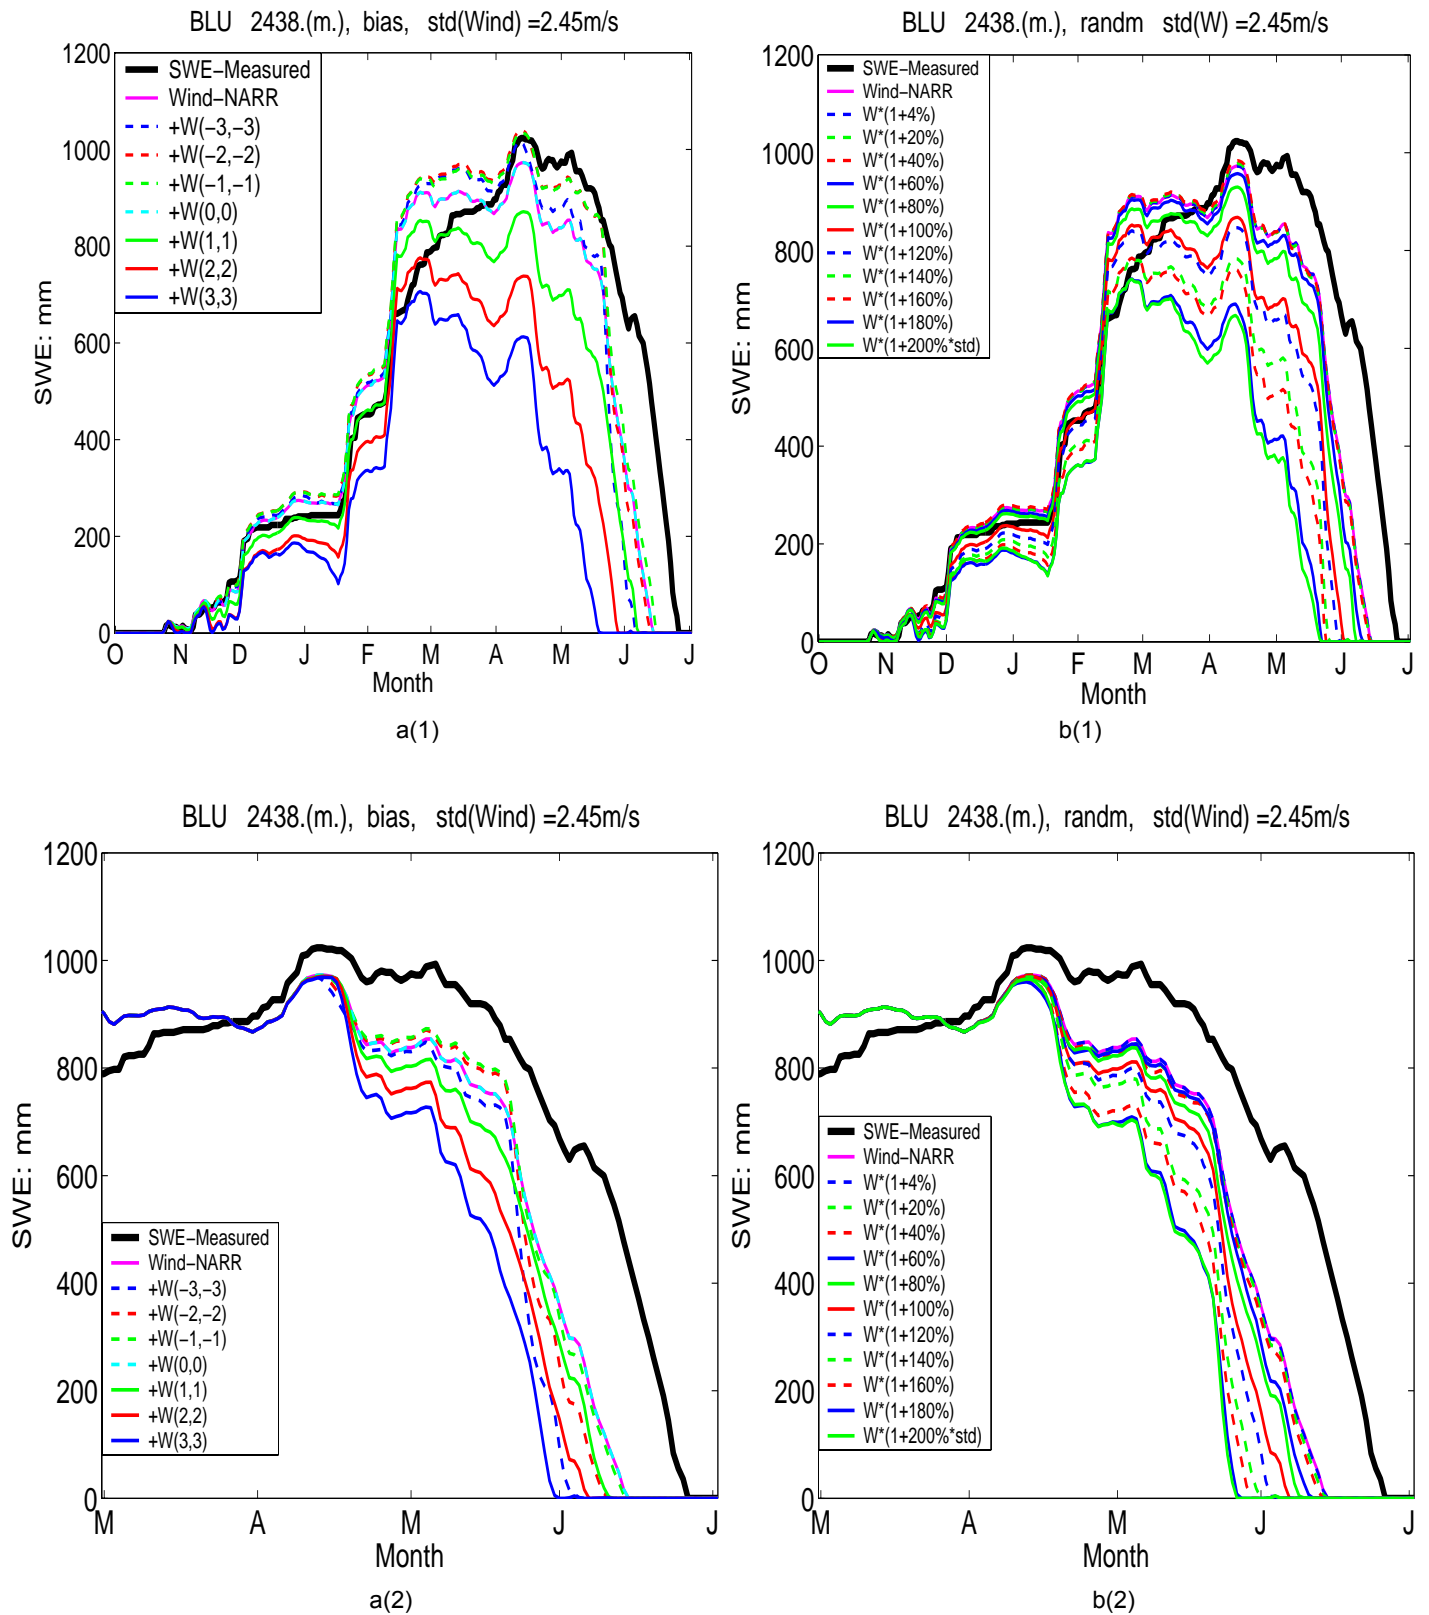 BLU 2438.(m.), bias, std(Wind) =2.45m/s
1200
1000
800
600
400
200
0
SWE: mm
SWE−Measured
Wind−NARR
+W(−3,−3)
+W(−2,−2)
+W(−1,−1)
+W(0,0)
+W(1,1)
+W(2,2)
+W(3,3)
O N D J F M A M J J
Month
a(1)
BLU 2438.(m.), randm std(W) =2.45m/s
1200
1000
800
600
400
200
0
SWE: mm
SWE−Measured
Wind−NARR
W*(1+4%)
W*(1+20%)
W*(1+40%)
W*(1+60%)
W*(1+80%)
W*(1+100%)
W*(1+120%)
W*(1+140%)
W*(1+160%)
W*(1+180%)
W*(1+200%*std)
O N D J F M A M J J
Month
b(1)
BLU 2438.(m.), bias, std(Wind) =2.45m/s
1200
1000
800
600
400
200
0
SWE: mm
SWE−Measured
Wind−NARR
+W(−3,−3)
+W(−2,−2)
+W(−1,−1)
+W(0,0)
+W(1,1)
+W(2,2)
+W(3,3)
M A M J J
Month
a(2)
BLU 2438.(m.), randm, std(Wind) =2.45m/s
1200
1000
800
600
400
200
0
SWE: mm
SWE−Measured
Wind−NARR
W*(1+4%)
W*(1+20%)
W*(1+40%)
W*(1+60%)
W*(1+80%)
W*(1+100%)
W*(1+120%)
W*(1+140%)
W*(1+160%)
W*(1+180%)
W*(1+200%*std)
M A M J J
Month
b(2)